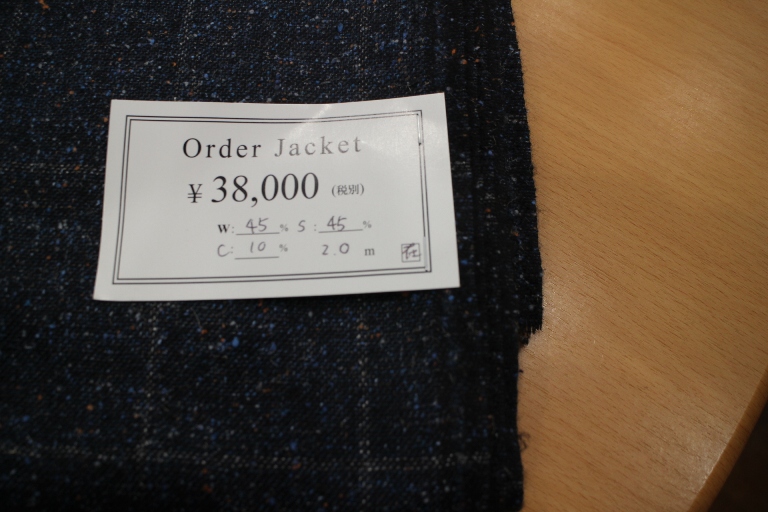 Order Jacket
¥38,000 (税別)
W: 45 % S: 45 %
C: 10 % 2.0 m